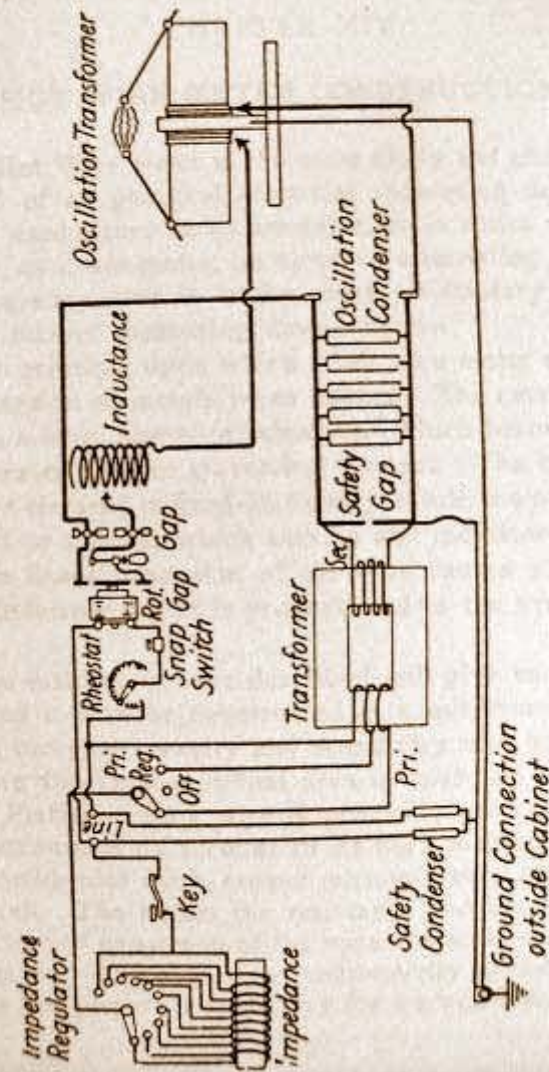 Impedance
Regulator
Impedance
Key
Line
Pri.
Reg.
Off
Rheostat
Snap
Switch
Rot.
Gap
Gap
Inductance
Oscillation Transformer
Safety
Condenser
Pri
Transformer
Sec
Safety
Gap
Oscillation
Condenser
Ground Connection
outside Cabinet